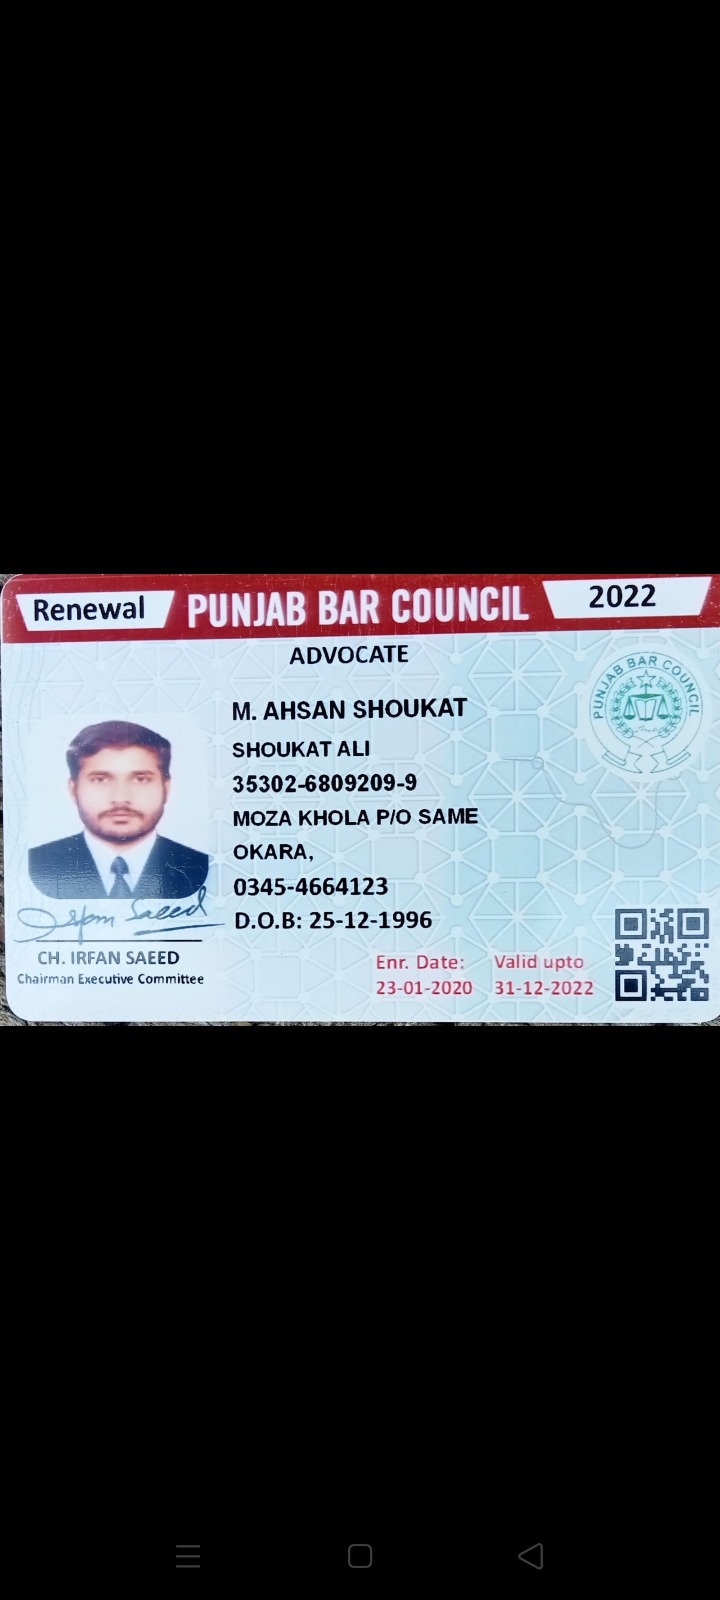 Renewal PUNJAB BAR COUNCIL 2022
ADVOCATE
PUNJAB BAR COUNCIL
M. AHSAN SHOUKAT
SHOUKAT ALI
35302-6809209-9
MOZA KHOLA P/O SAME
OKARA,
0345-4664123
D.O.B: 25-12-1996
Irfan Saeed
CH. IRFAN SAEED
Chairman Executive Committee
Enr. Date: Valid upto
23-01-2020 31-12-2022